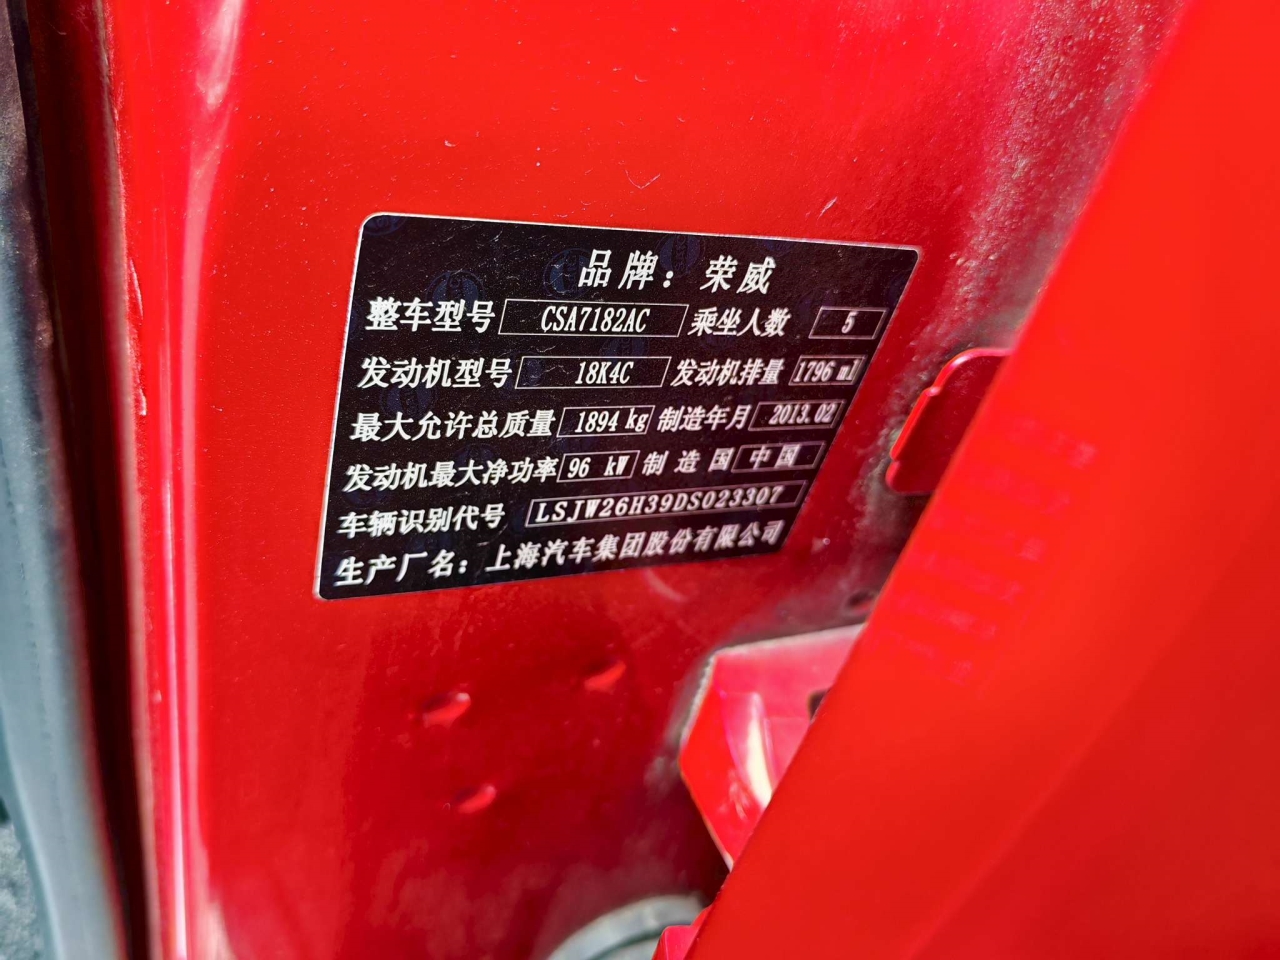 品牌：荣威
整车型号 CSA7182AC 乘坐人数 5
发动机型号 18K4C 发动机排量 1796 ml
最大允许总质量 1894 kg 制造年月 2013.02
发动机最大净功率 96 kW 制造国 中国
车辆识别代号 LSJW26H39DS023307
生产厂名：上海汽车集团股份有限公司